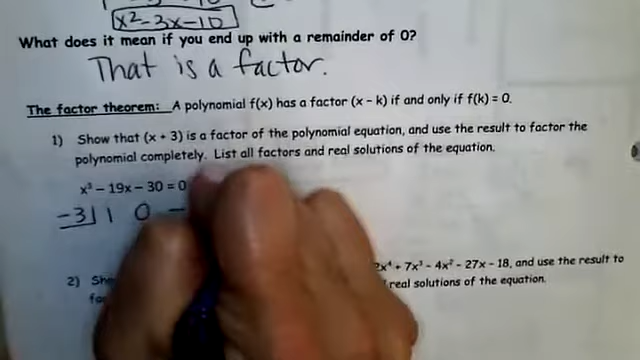 x² - 3x - 10
What does it mean if you end up with a remainder of 0?
That is a factor.
The factor theorem: A polynomial f(x) has a factor (x - k) if and only if f(k) = 0.
1) Show that (x + 3) is a factor of the polynomial equation, and use the result to factor the
polynomial completely. List all factors and real solutions of the equation.
x³ - 19x - 30 = 0
-3 1 0 -
2) 2x⁴ + 7x³ - 4x² - 27x - 18, and use the result to
real solutions of the equation.